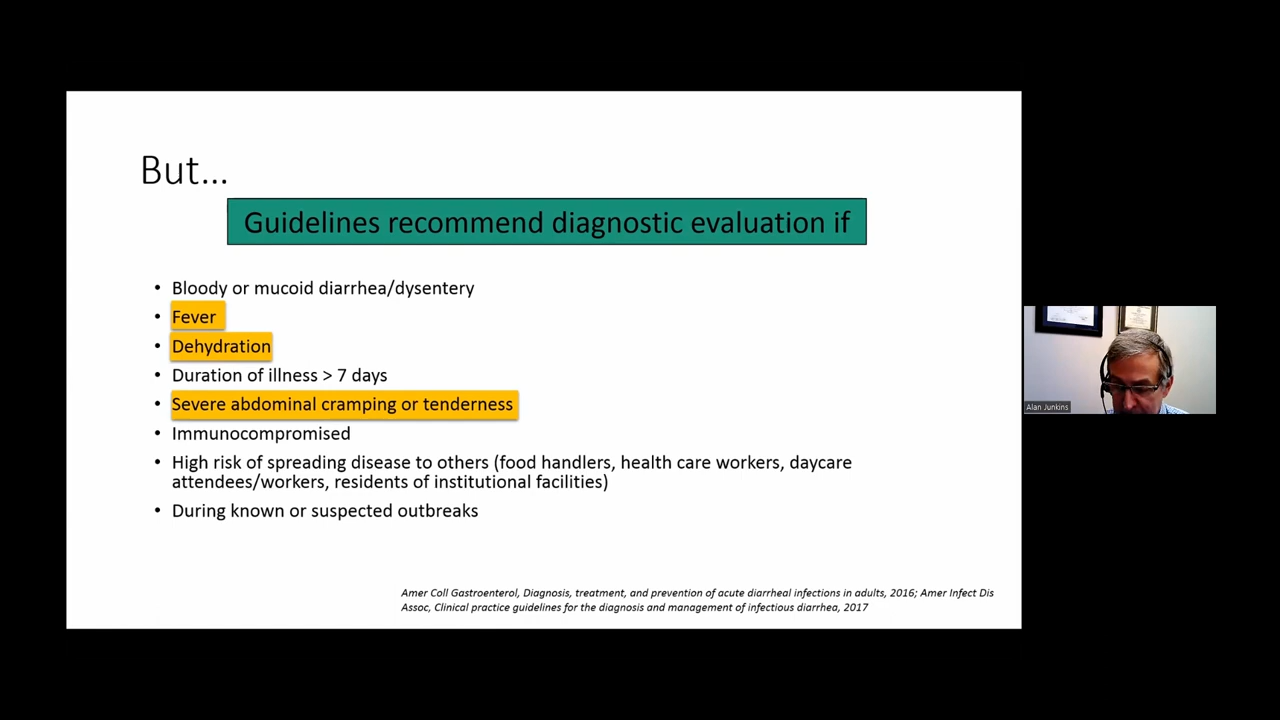 But...
Guidelines recommend diagnostic evaluation if
• Bloody or mucoid diarrhea/dysentery
• Fever
• Dehydration
• Duration of illness > 7 days
• Severe abdominal cramping or tenderness
• Immunocompromised
• High risk of spreading disease to others (food handlers, health care workers, daycare
attendees/workers, residents of institutional facilities)
• During known or suspected outbreaks
Amer Coll Gastroenterol, Diagnosis, treatment, and prevention of acute diarrheal infections in adults, 2016; Amer Infect Dis
Assoc, Clinical practice guidelines for the diagnosis and management of infectious diarrhea, 2017
Alan Junkins